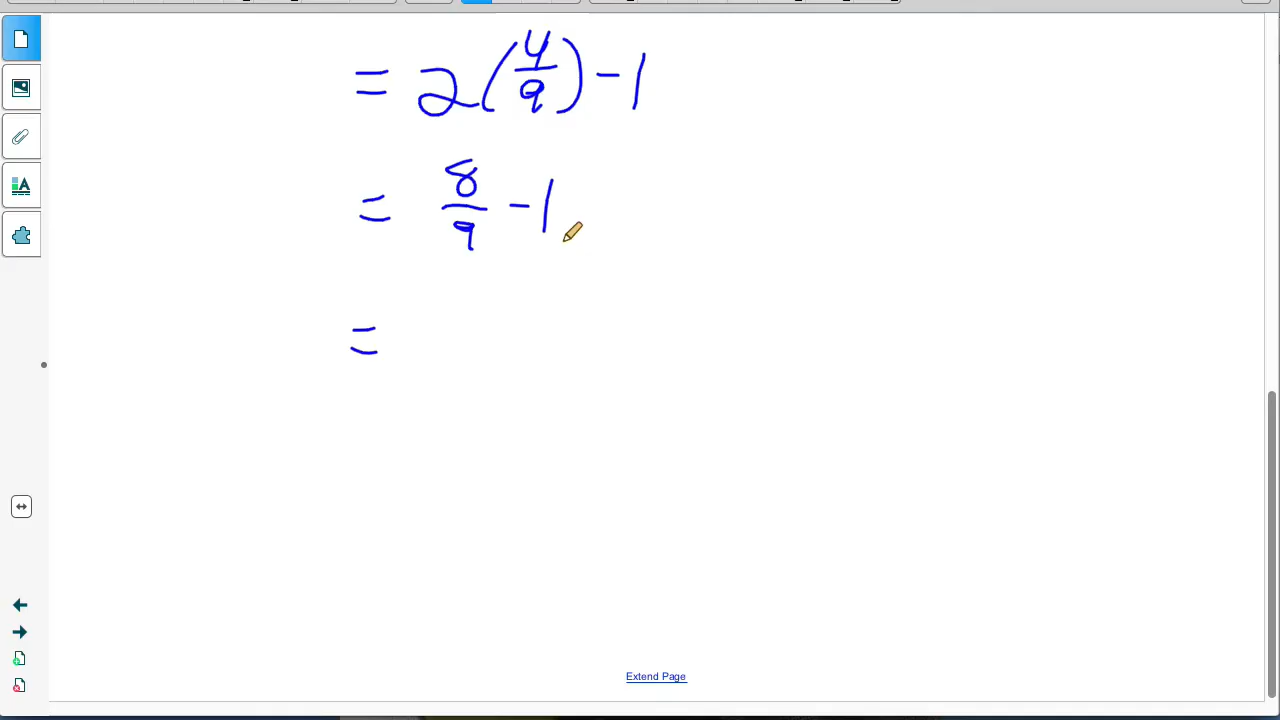 = 2(4/9) - 1
= 8/9 - 1
=
Extend Page